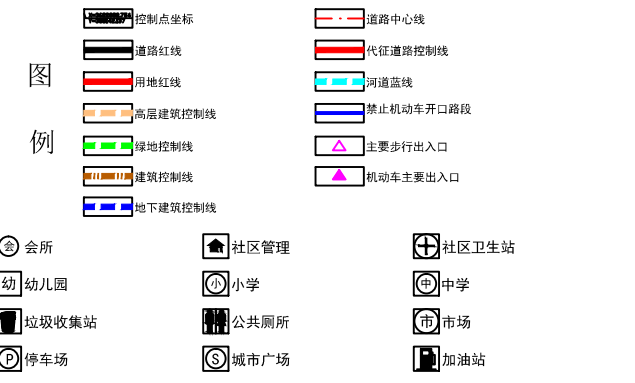 图例
控制点坐标
道路红线
用地红线
高层建筑控制线
绿地控制线
建筑控制线
地下建筑控制线
道路中心线
代征道路控制线
河道蓝线
禁止机动车开口路段
主要步行出入口
机动车主要出入口
会 会所
社区管理
社区卫生站
幼 幼儿园
小 小学
中 中学
垃圾收集站
公共厕所
市 市场
P 停车场
S 城市广场
加油站